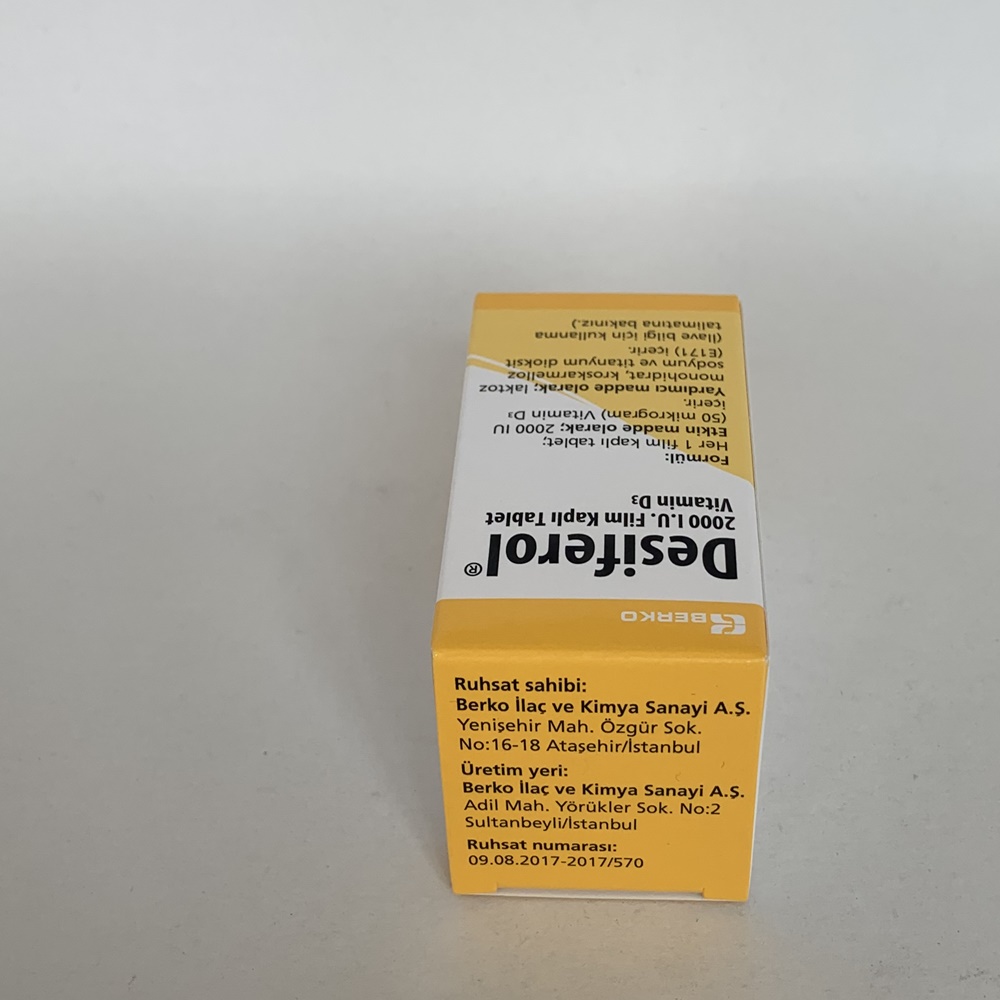 BERKO
Desiferol®
2000 I.U. Film Kaplı Tablet
Vitamin D3
Formül:
Her 1 film kaplı tablet;
Etkin madde olarak; 2000 IU
(50 mikrogram) Vitamin D3
içerir.
Yardımcı madde olarak; laktoz
monohidrat, kroskarmelloz
sodyum ve titanyum dioksit
(E171) içerir.
(İlave bilgi için kullanma
talimatına bakınız.)
Ruhsat sahibi:
Berko İlaç ve Kimya Sanayi A.Ş.
Yenişehir Mah. Özgür Sok.
No:16-18 Ataşehir/İstanbul
Üretim yeri:
Berko İlaç ve Kimya Sanayi A.Ş.
Adil Mah. Yörükler Sok. No:2
Sultanbeyli/İstanbul
Ruhsat numarası:
09.08.2017-2017/570